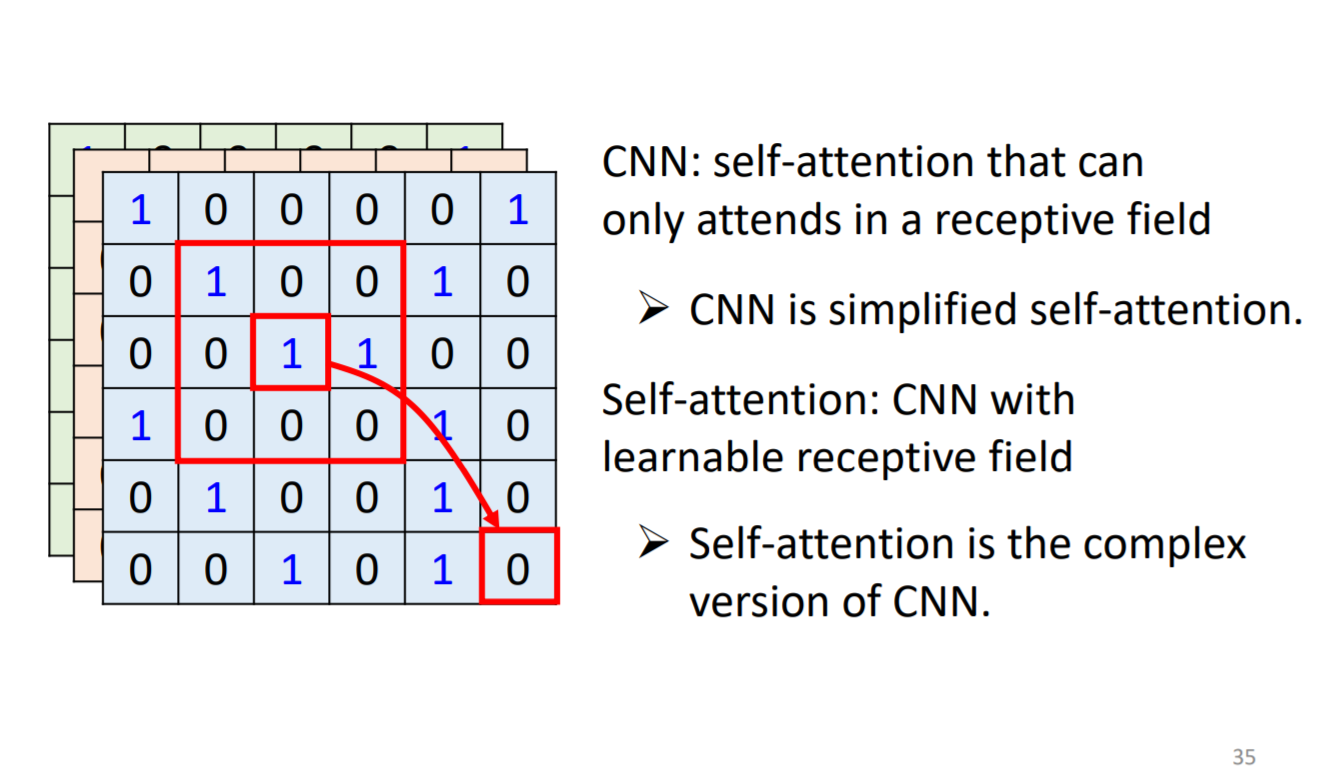 1 0 0 0 0 1
0 1 0 0 1 0
0 0 1 1 0 0
1 0 0 0 1 0
0 1 0 0 1 0
0 0 1 0 1 0
CNN: self-attention that can
only attends in a receptive field
➢ CNN is simplified self-attention.
Self-attention: CNN with
learnable receptive field
➢ Self-attention is the complex
version of CNN.
35